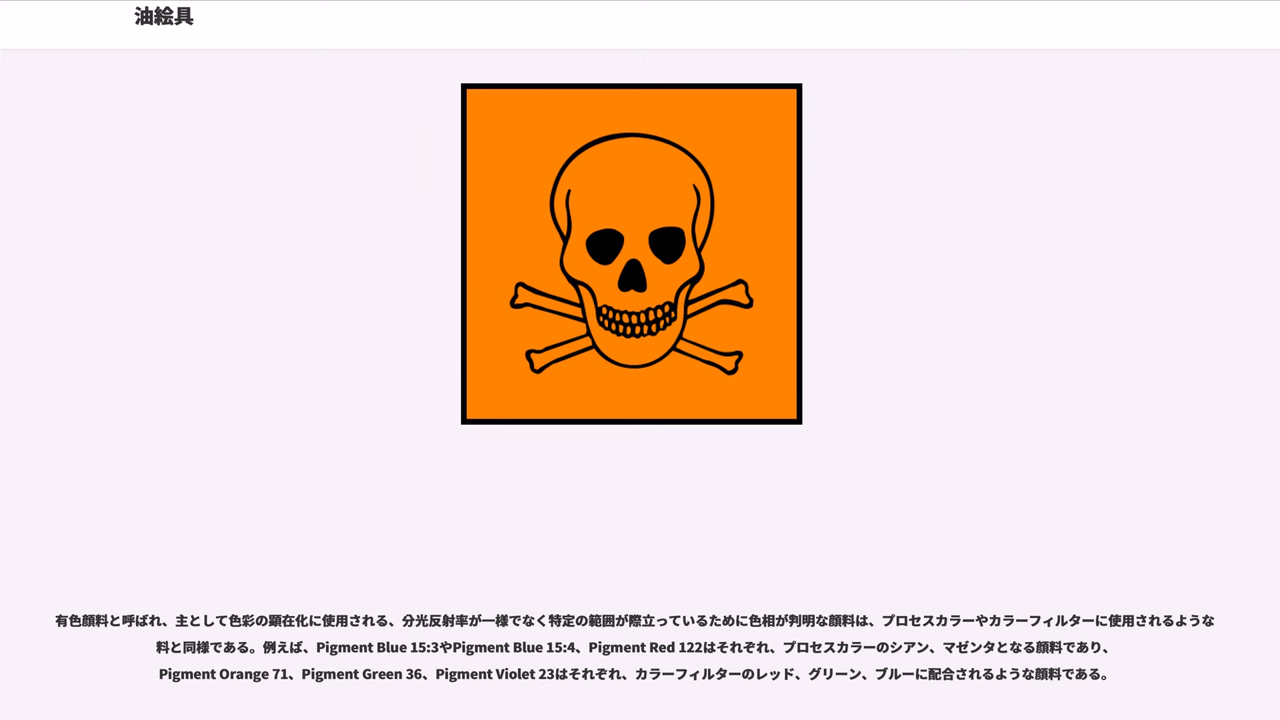 油絵具
有色顔料と呼ばれ、主として色彩の顕在化に使用される、分光反射率が一様でなく特定の範囲が際立っているために色相が判明な顔料は、プロセスカラーやカラーフィルターに使用されるような
料と同様である。例えば、Pigment Blue 15:3やPigment Blue 15:4、Pigment Red 122はそれぞれ、プロセスカラーのシアン、マゼンタとなる顔料であり、
Pigment Orange 71、Pigment Green 36、Pigment Violet 23はそれぞれ、カラーフィルターのレッド、グリーン、ブルーに配合されるような顔料である。